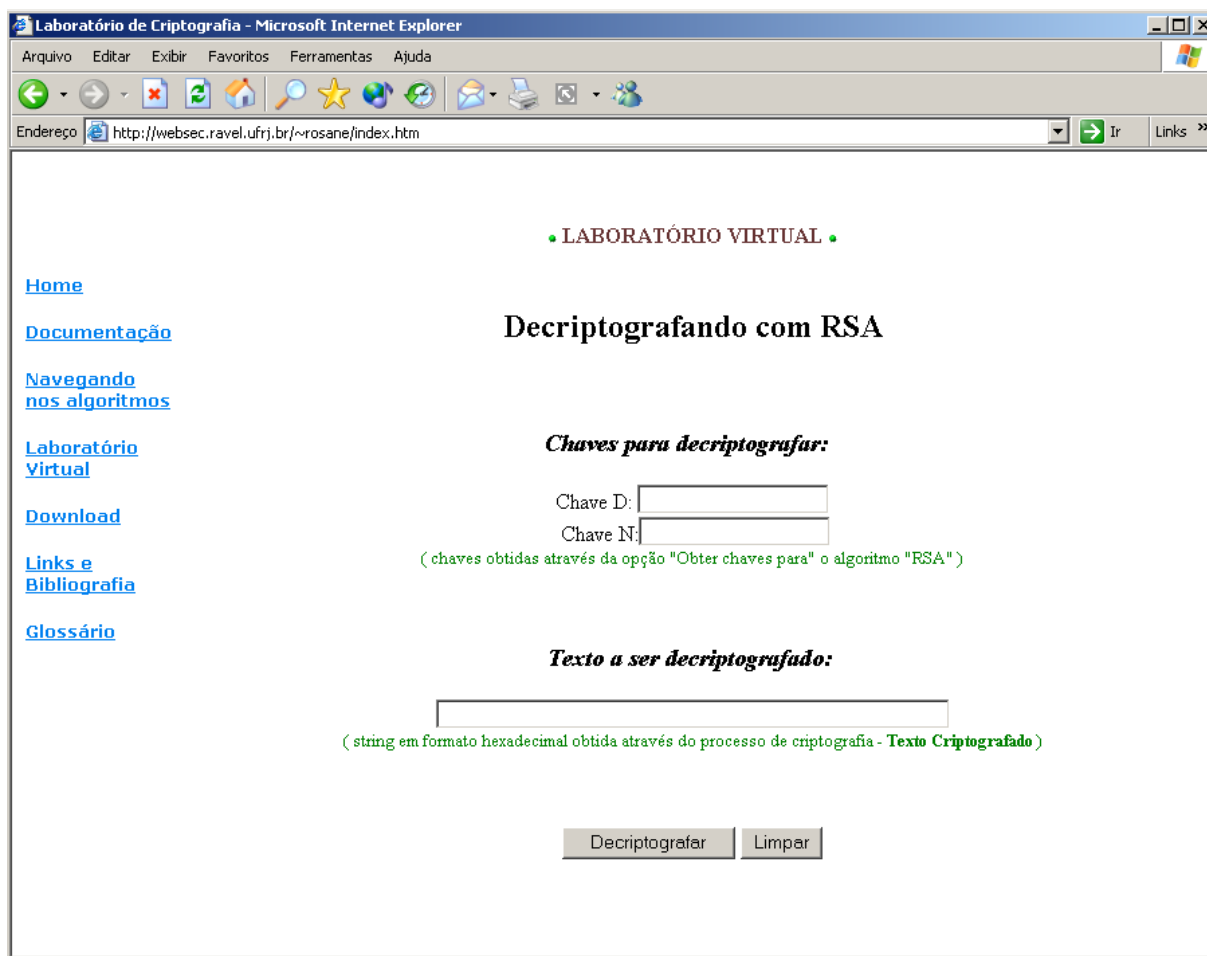 Laboratório de Criptografia - Microsoft Internet Explorer
Arquivo Editar Exibir Favoritos Ferramentas Ajuda
Endereço http://websec.ravel.ufrj.br/~rosane/index.htm Ir Links »
• LABORATÓRIO VIRTUAL •
Home
Documentação
Navegando
nos algoritmos
Laboratório
Virtual
Download
Links e
Bibliografia
Glossário
Decriptografando com RSA
Chaves para decriptografar:
Chave D:
Chave N:
( chaves obtidas através da opção "Obter chaves para" o algoritmo "RSA" )
Texto a ser decriptografado:
( string em formato hexadecimal obtida através do processo de criptografia - Texto Criptografado )
Decriptografar Limpar